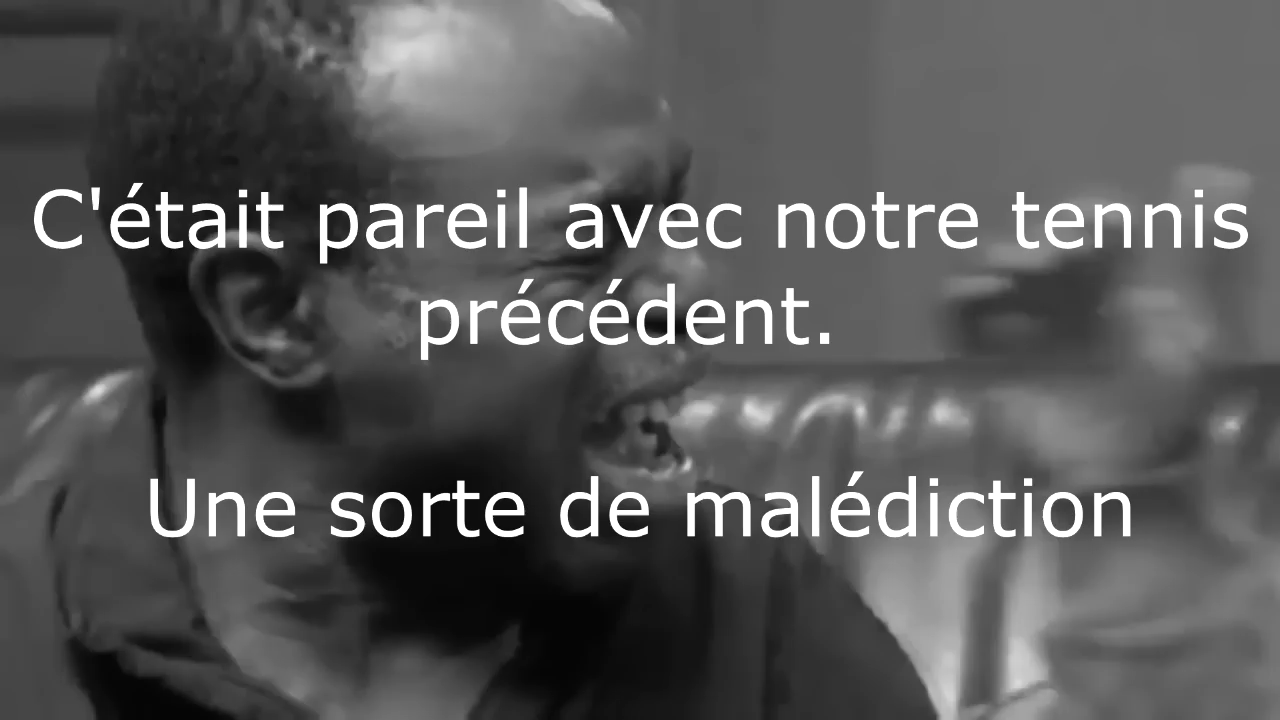 C'était pareil avec notre tennis
précédent.
Une sorte de malédiction